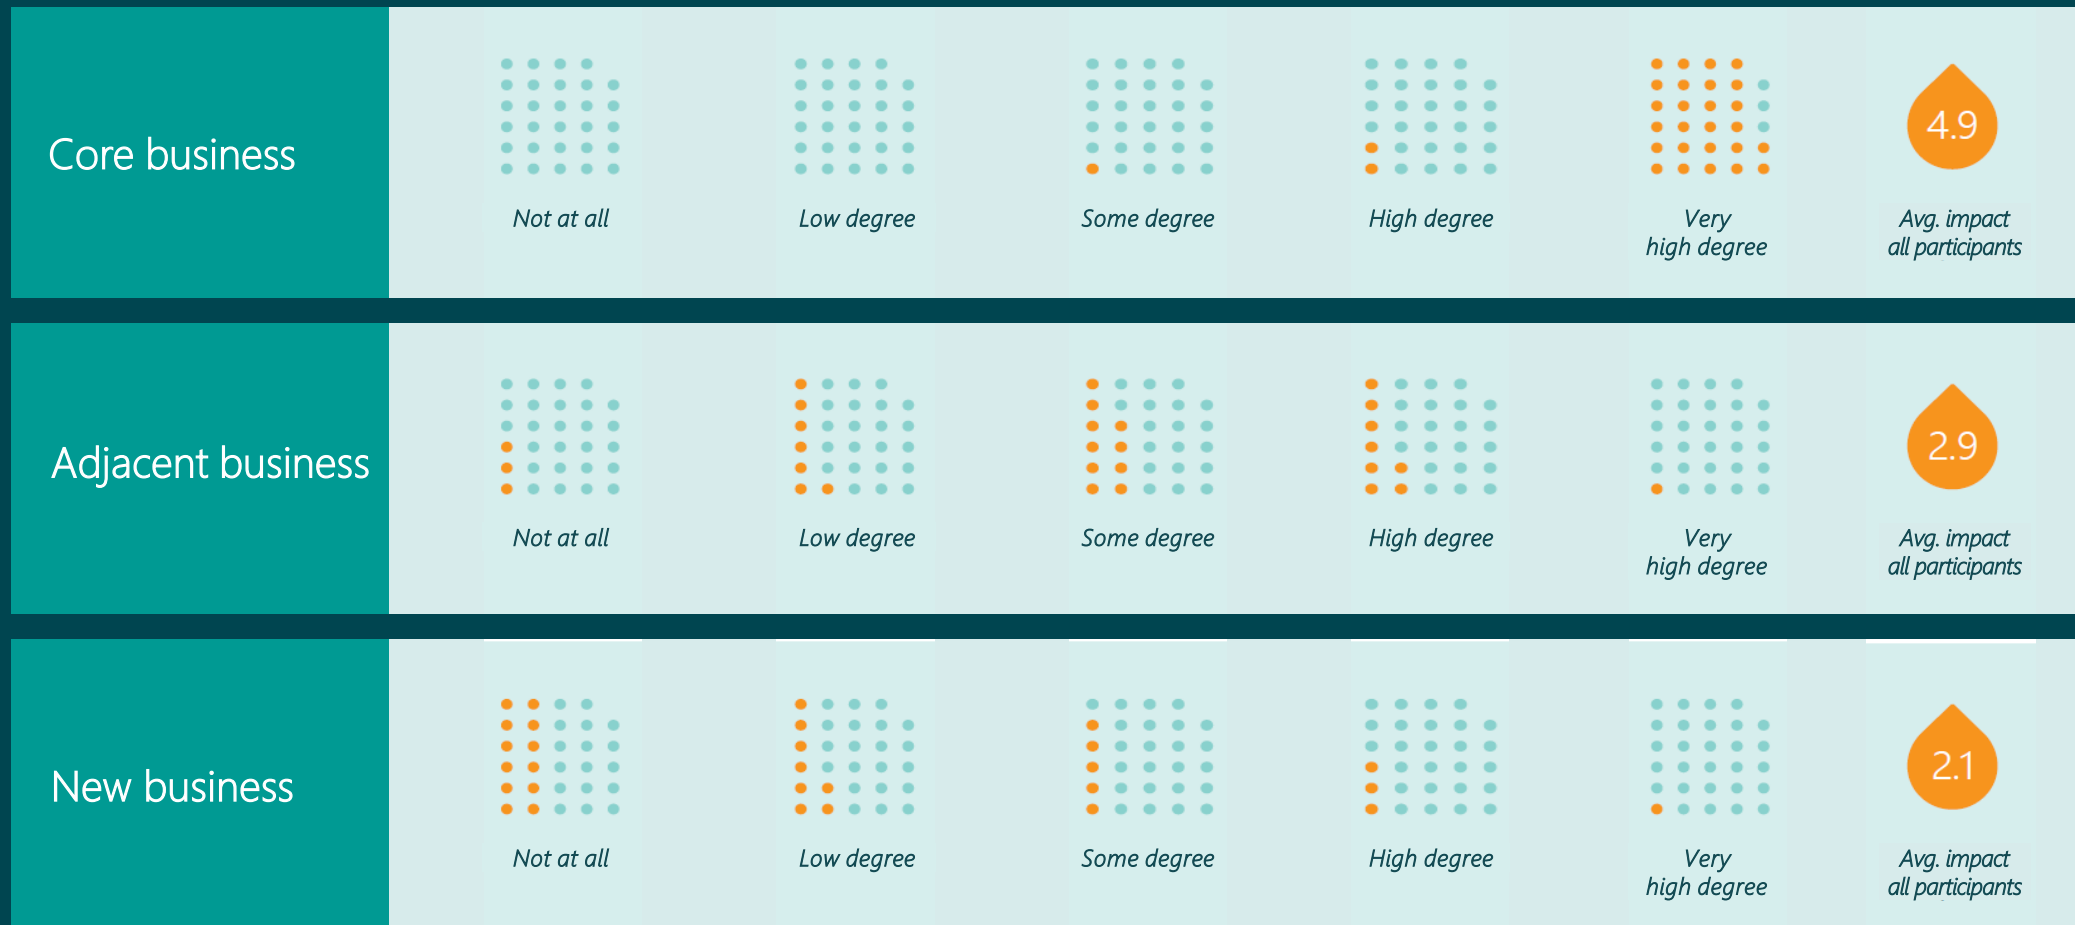 Core business
Not at all
Low degree
Some degree
High degree
Very
high degree
4.9
Avg. impact
all participants
Adjacent business
Not at all
Low degree
Some degree
High degree
Very
high degree
2.9
Avg. impact
all participants
New business
Not at all
Low degree
Some degree
High degree
Very
high degree
2.1
Avg. impact
all participants